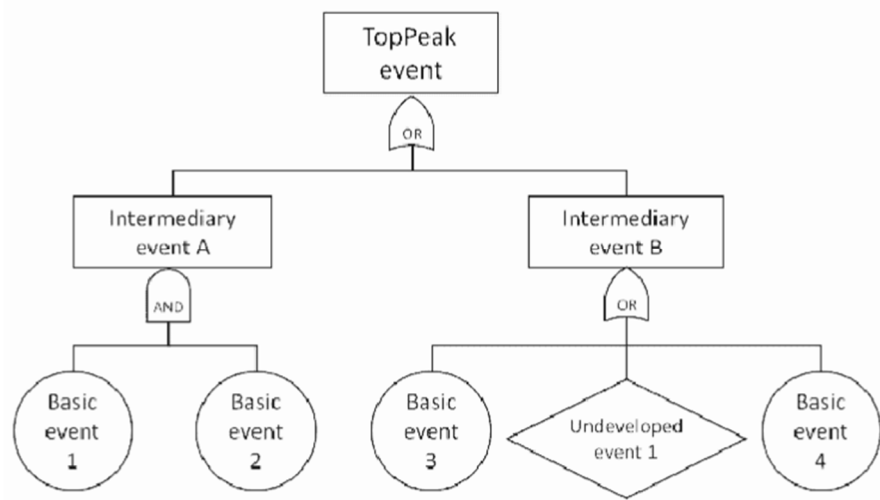 TopPeak
event
OR
Intermediary
event A
Intermediary
event B
AND
OR
Basic
event
1
Basic
event
2
Basic
event
3
Undeveloped
event 1
Basic
event
4